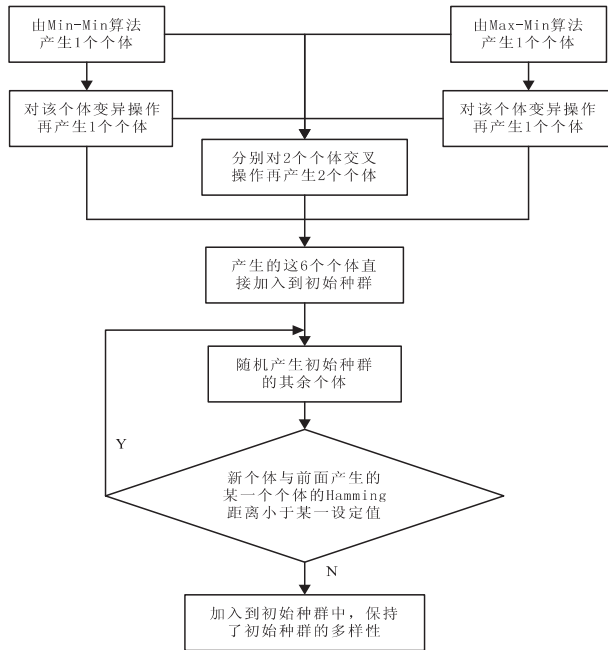 由Min-Min算法
产生1个个体
由Max-Min算法
产生1个个体
对该个体变异操作
再产生1个个体
对该个体变异操作
再产生1个个体
分别对2个个体交叉
操作再产生2个个体
产生的这6个个体直
接加入到初始种群
随机产生初始种群
的其余个体
Y
新个体与前面产生的
某一个个体的Hamming
距离小于某一设定值
N
加入到初始种群中，保持
了初始种群的多样性